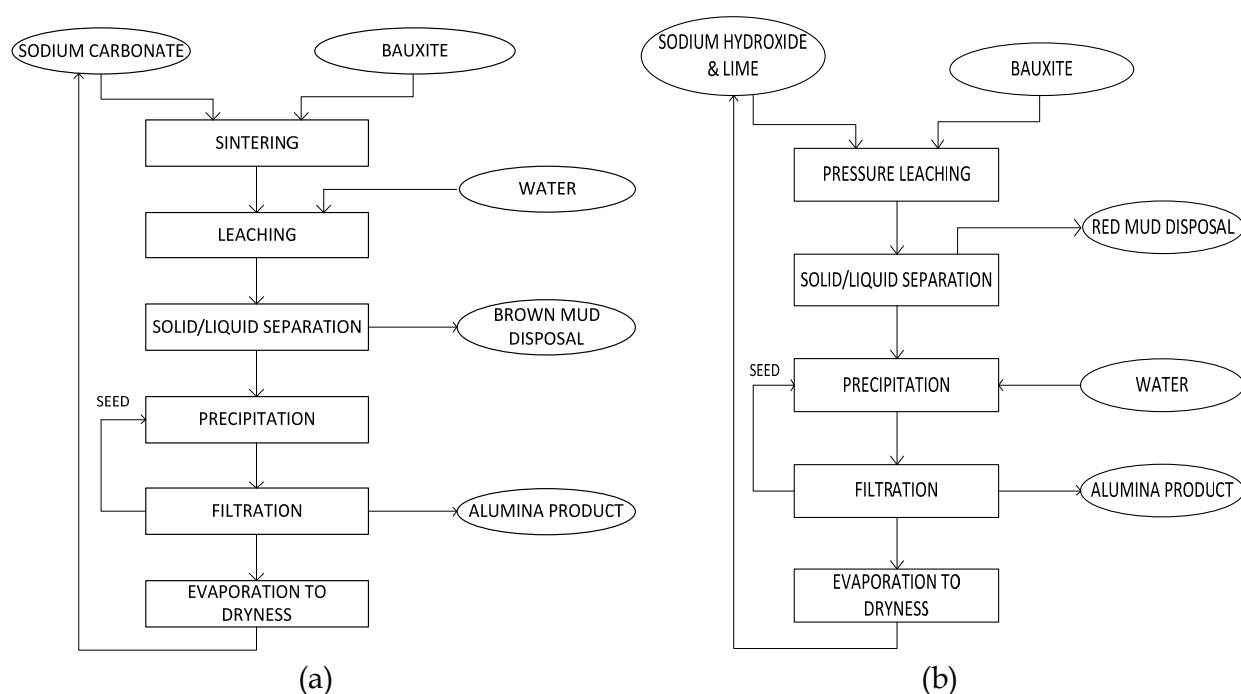 SODIUM CARBONATE
BAUXITE
SINTERING
WATER
LEACHING
SOLID/LIQUID SEPARATION
BROWN MUD
DISPOSAL
SEED
PRECIPITATION
FILTRATION
ALUMINA PRODUCT
EVAPORATION TO
DRYNESS
(a)
SODIUM HYDROXIDE
& LIME
BAUXITE
PRESSURE LEACHING
RED MUD DISPOSAL
SOLID/LIQUID SEPARATION
SEED
PRECIPITATION
WATER
FILTRATION
ALUMINA PRODUCT
EVAPORATION TO
DRYNESS
(b)